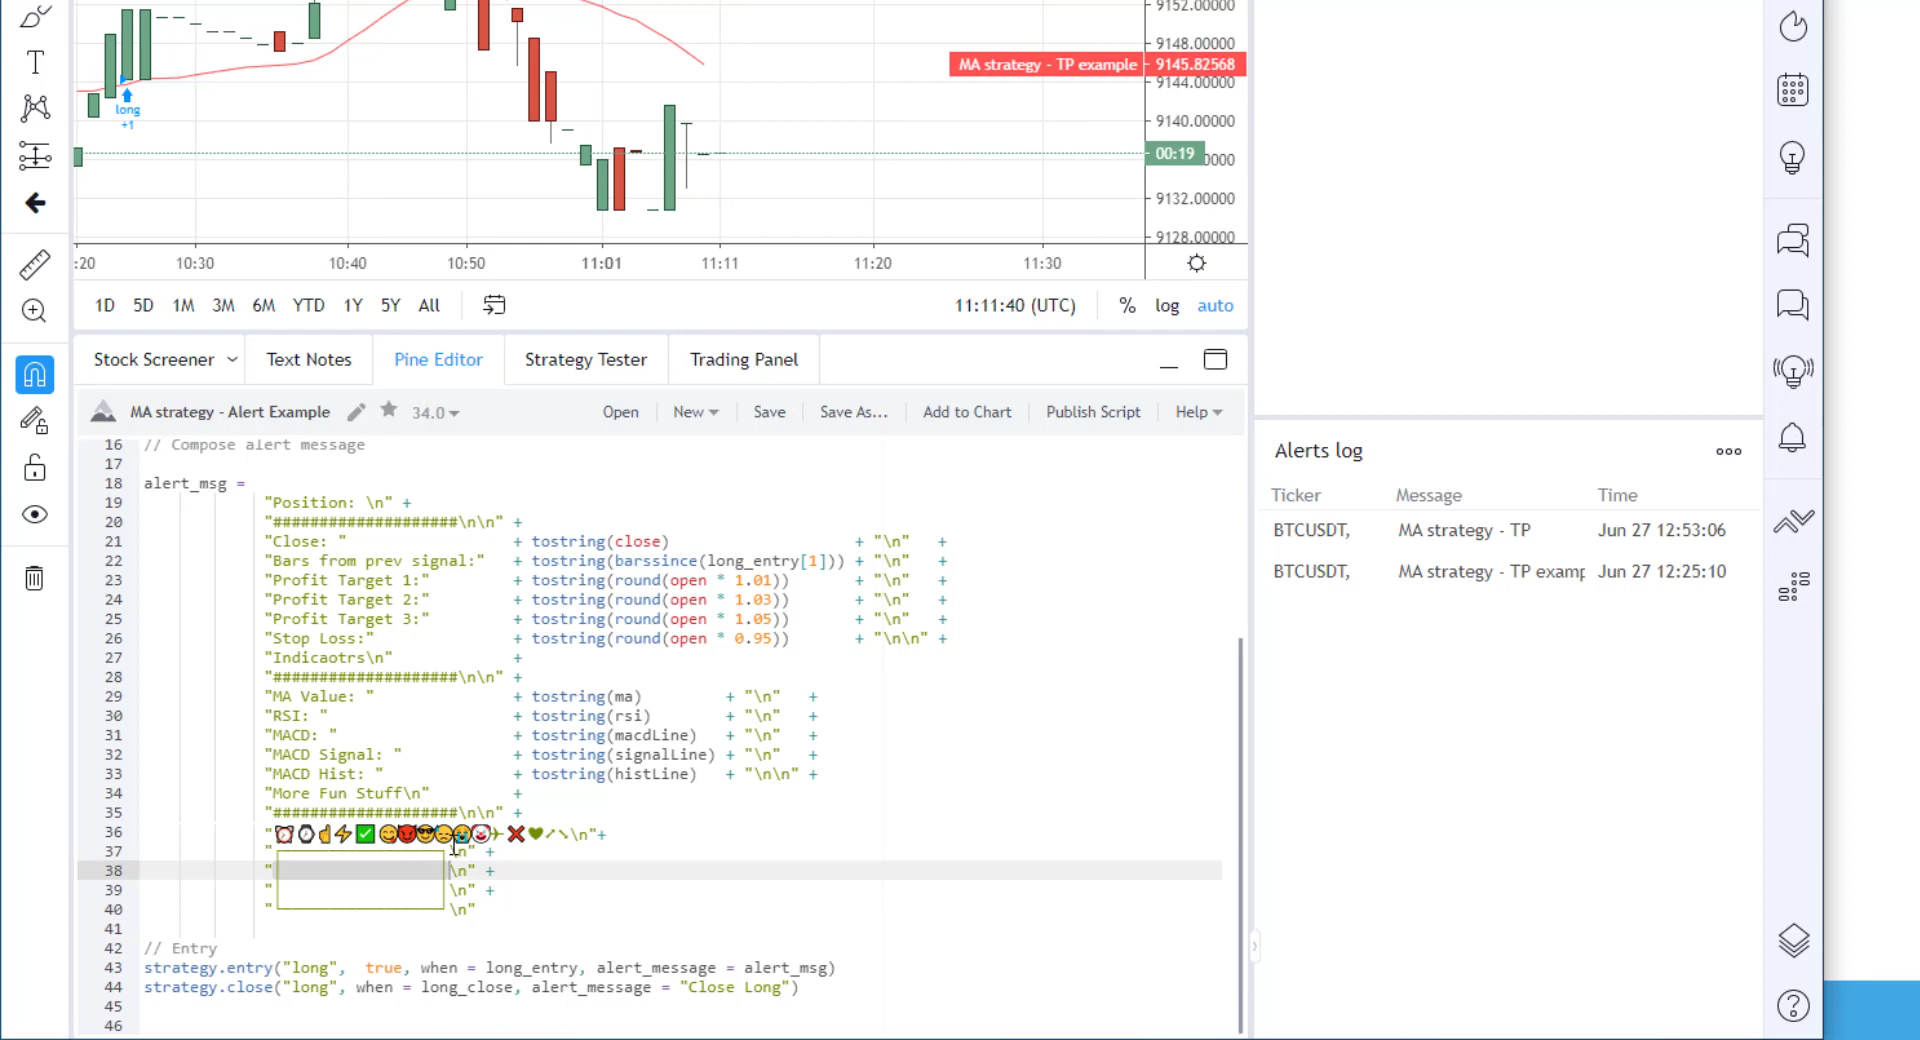 9152.00000
9148.00000
MA strategy - TP example 9145.82568
9144.00000
long
+1
9140.00000
00:19
9132.00000
9128.00000
:20 10:30 10:40 10:50 11:01 11:11 11:20 11:30
1D 5D 1M 3M 6M YTD 1Y 5Y All 11:11:40 (UTC) % log auto
Stock Screener Text Notes Pine Editor Strategy Tester Trading Panel
MA strategy - Alert Example 34.0 Open New Save Save As... Add to Chart Publish Script Help
16 // Compose alert message
17
18 alert_msg =
19 "Position: \n" +
20 "####################\n\n" +
21 "Close: " + tostring(close) + "\n" +
22 "Bars from prev signal:" + tostring(barssince(long_entry[1])) + "\n" +
23 "Profit Target 1:" + tostring(round(open * 1.01)) + "\n" +
24 "Profit Target 2:" + tostring(round(open * 1.03)) + "\n" +
25 "Profit Target 3:" + tostring(round(open * 1.05)) + "\n" +
26 "Stop Loss:" + tostring(round(open * 0.95)) + "\n\n" +
27 "Indicaotrs\n" +
28 "####################\n\n" +
29 "MA Value: " + tostring(ma) + "\n" +
30 "RSI: " + tostring(rsi) + "\n" +
31 "MACD: " + tostring(macdLine) + "\n" +
32 "MACD Signal: " + tostring(signalLine) + "\n" +
33 "MACD Hist: " + tostring(histLine) + "\n\n" +
34 "More Fun Stuff\n" +
35 "####################\n\n" +
36 "⏰⌚☝⚡✅😋😈😎😓😭🤡✈❌♥⤢⤡\n"+
37 " \n" +
38 " \n" +
39 " \n" +
40 " \n"
41
42 // Entry
43 strategy.entry("long", true, when = long_entry, alert_message = alert_msg)
44 strategy.close("long", when = long_close, alert_message = "Close Long")
45
46
Alerts log
Ticker Message Time
BTCUSDT, MA strategy - TP Jun 27 12:53:06
BTCUSDT, MA strategy - TP examp Jun 27 12:25:10